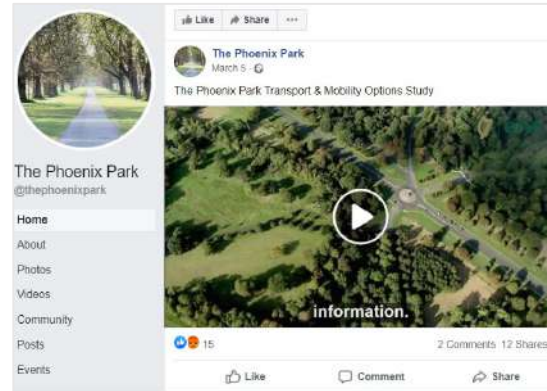 Like Share ...
The Phoenix Park
March 5 ·
The Phoenix Park Transport & Mobility Options Study
The Phoenix Park
@thephoenixpark
Home
About
Photos
Videos
Community
Posts
Events
information.
15
2 Comments 12 Shares
Like Comment Share